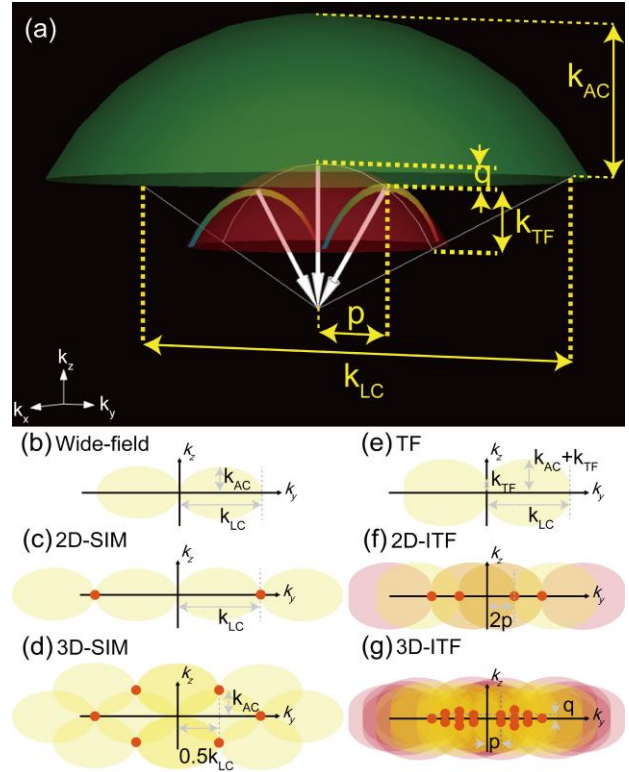 (a)
k_AC
q
k_TF
p
k_LC
k_z
k_x
k_y
(b) Wide-field
k_z
k_AC
k_y
k_LC
(c) 2D-SIM
k_z
k_y
k_LC
(d) 3D-SIM
k_z
k_AC
k_y
0.5k_LC
(e) TF
k_z
k_AC+k_TF
k_TF
k_y
k_LC
(f) 2D-ITF
k_z
k_y
2p
(g) 3D-ITF
k_z
q
k_y
p